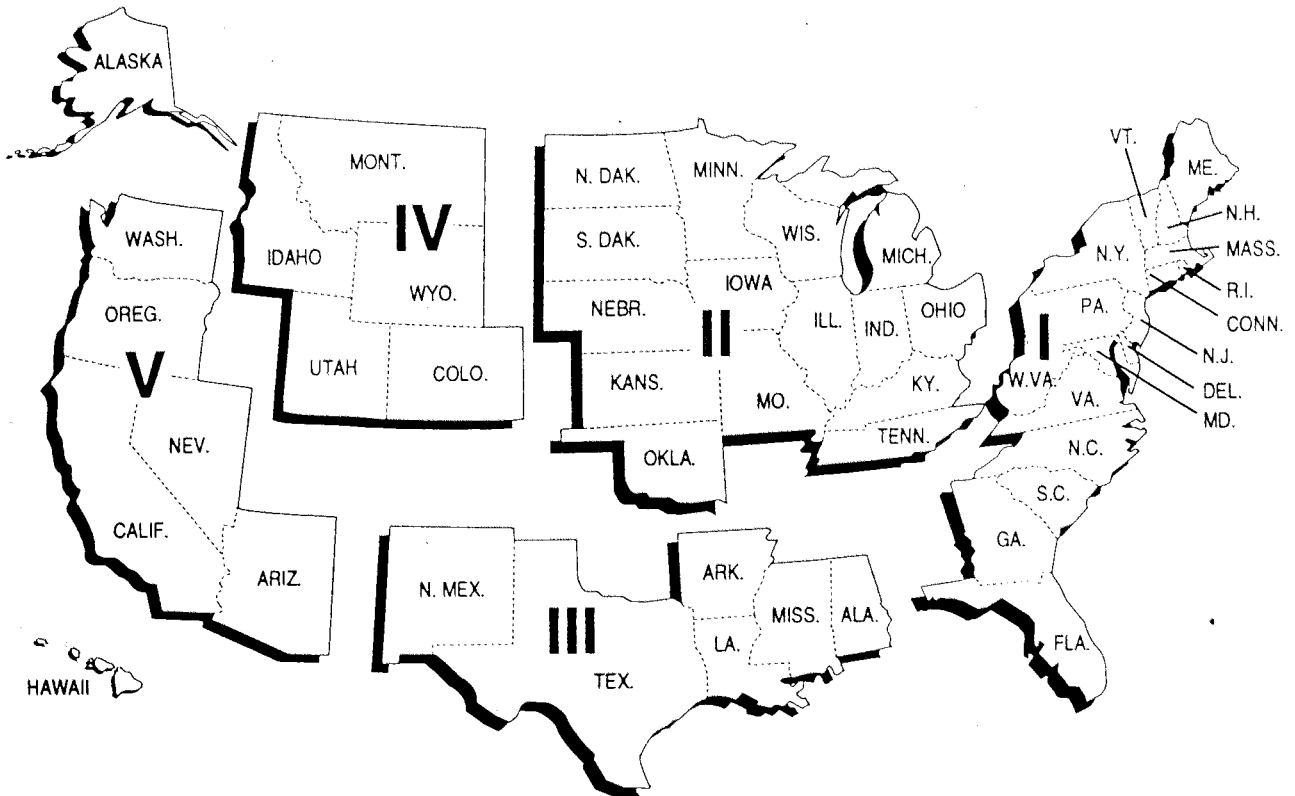 ALASKA
VT.
MONT.
ME.
N. DAK.
MINN.
IV
N.H.
WASH.
S. DAK.
WIS.
MASS.
IDAHO
MICH.
N.Y.
WYO.
IOWA
R.I.
OREG.
NEBR.
OHIO
PA.
CONN.
II
ILL.
IND.
I
V
UTAH
COLO.
KANS.
KY.
W.VA.
N.J.
MO.
VA.
DEL.
MD.
TENN.
N.C.
NEV.
OKLA.
S.C.
CALIF.
GA.
ARIZ.
N. MEX.
ARK.
III
MISS.
ALA.
LA.
FLA.
TEX.
HAWAII